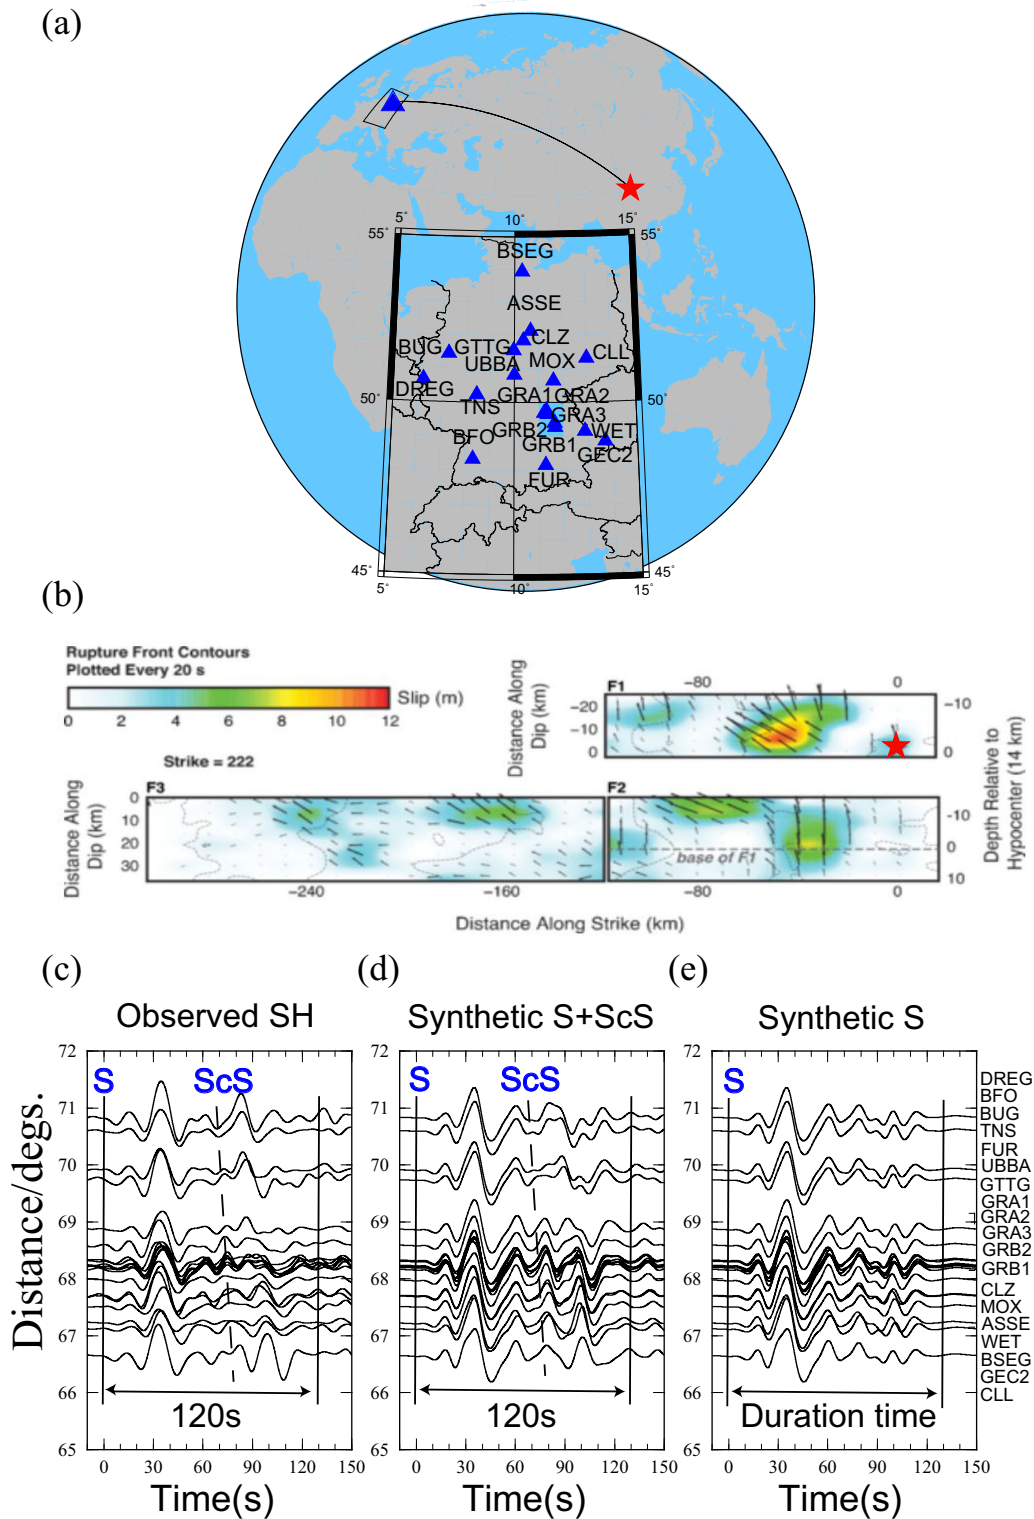 (a)
5°
10°
15°
55°
55°
BSEG
ASSE
CLZ
BUG
GTTG
MOX
CLL
UBBA
DREG
GRA1
GRA2
50°
50°
TNS
GRA3
BFO
GRB2
WET
GRB1
GEC2
FUR
45°
45°
5°
10°
15°
(b)
Rupture Front Contours
Plotted Every 20 s
Slip (m)
0 2 4 6 8 10 12
Strike = 222
Distance Along
Dip (km)
F1
−80
0
−20
−10
0
−10
0
Depth Relative to
Hypocenter (14 km)
Distance Along
Dip (km)
F3
0
10
20
30
F2
base of F1
-10
0
10
−240
−160
−80
0
Distance Along Strike (km)
(c)
(d)
(e)
Observed SH
Synthetic S+ScS
Synthetic S
Distance/degs.
72
71
70
69
68
67
66
65
S
ScS
S
ScS
S
120s
120s
Duration time
DREG
BFO
BUG
TNS
FUR
UBBA
GTTG
GRA1
GRA2
GRA3
GRB2
GRB1
CLZ
MOX
ASSE
WET
BSEG
GEC2
CLL
0 30 60 90 120 150
0 30 60 90 120 150
0 30 60 90 120 150
Time(s)
Time(s)
Time(s)